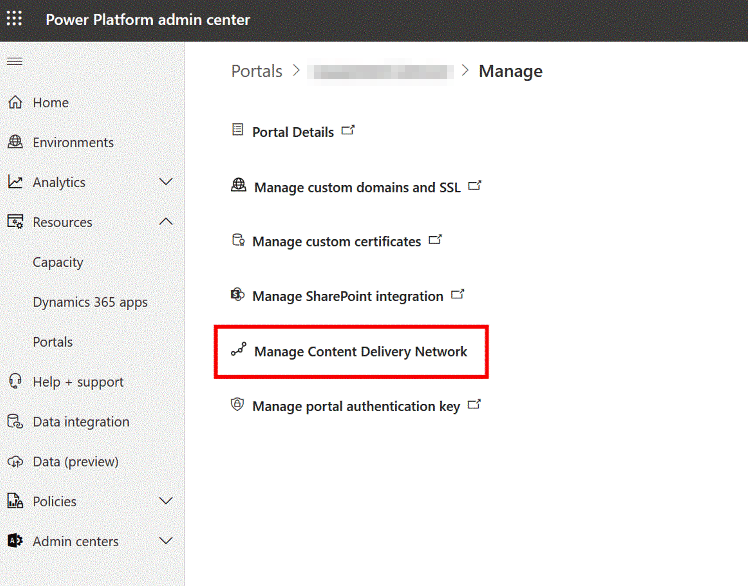 Power Platform admin center
Portals > > Manage
Home
Environments
Analytics
Resources
Capacity
Dynamics 365 apps
Portals
Help + support
Data integration
Data (preview)
Policies
Admin centers
Portal Details
Manage custom domains and SSL
Manage custom certificates
Manage SharePoint integration
Manage Content Delivery Network
Manage portal authentication key